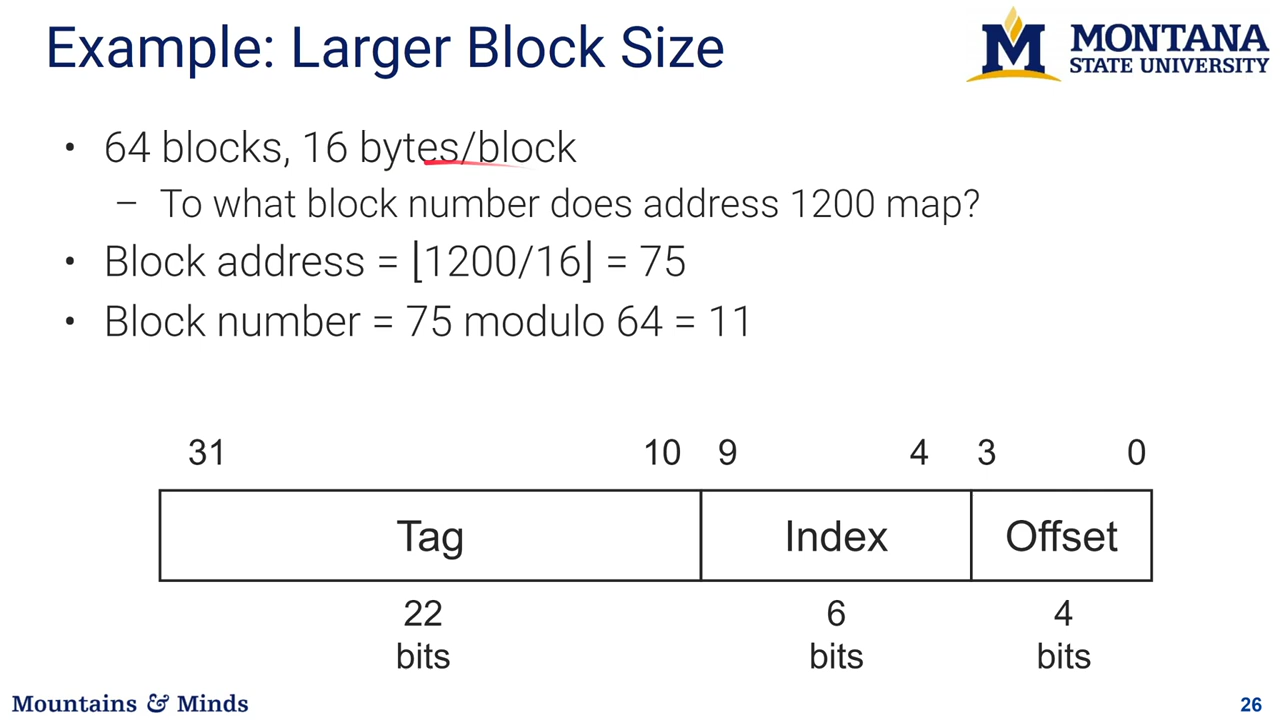 Example: Larger Block Size
MONTANA
STATE UNIVERSITY
• 64 blocks, 16 bytes/block
– To what block number does address 1200 map?
• Block address = ⌊1200/16⌋ = 75
• Block number = 75 modulo 64 = 11
31 10 9 4 3 0
Tag Index Offset
22 6 4
bits bits bits
Mountains & Minds
26